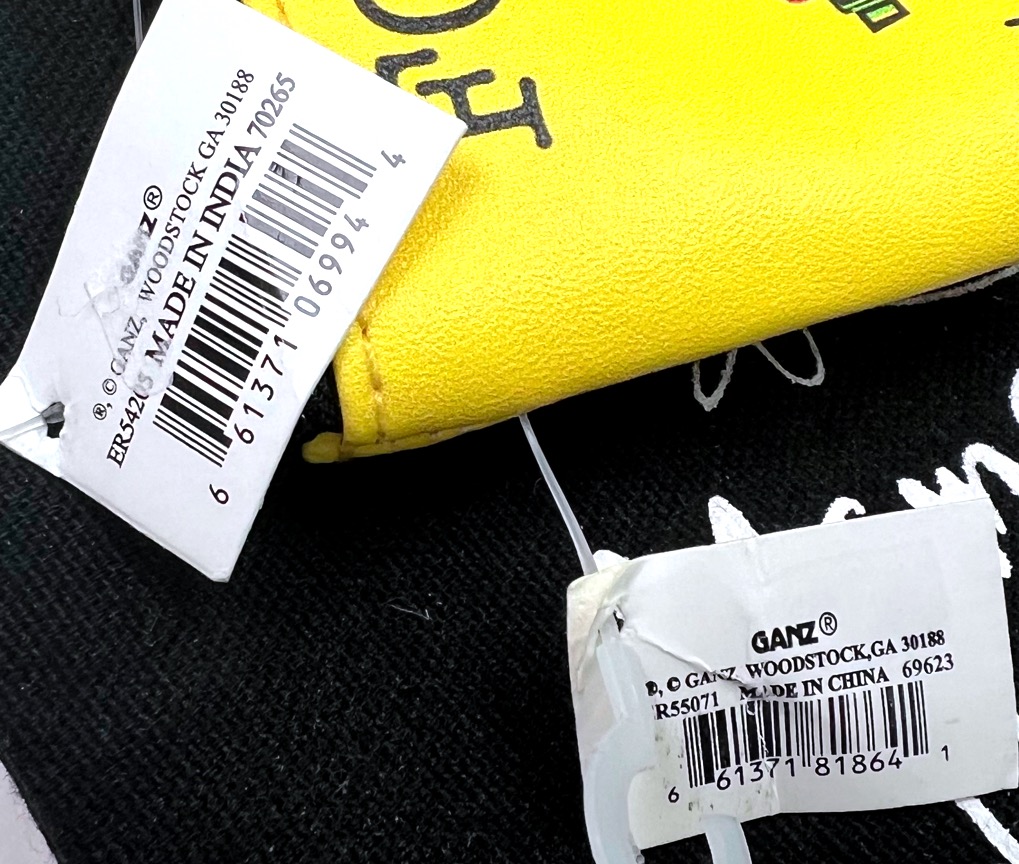 GANZ®
®, © GANZ, WOODSTOCK GA 30188
MADE IN INDIA 70265
6 61371 06994 4
GANZ®
®, © GANZ, WOODSTOCK,GA 30188
ER55071 MADE IN CHINA 69623
6 61371 81864 1